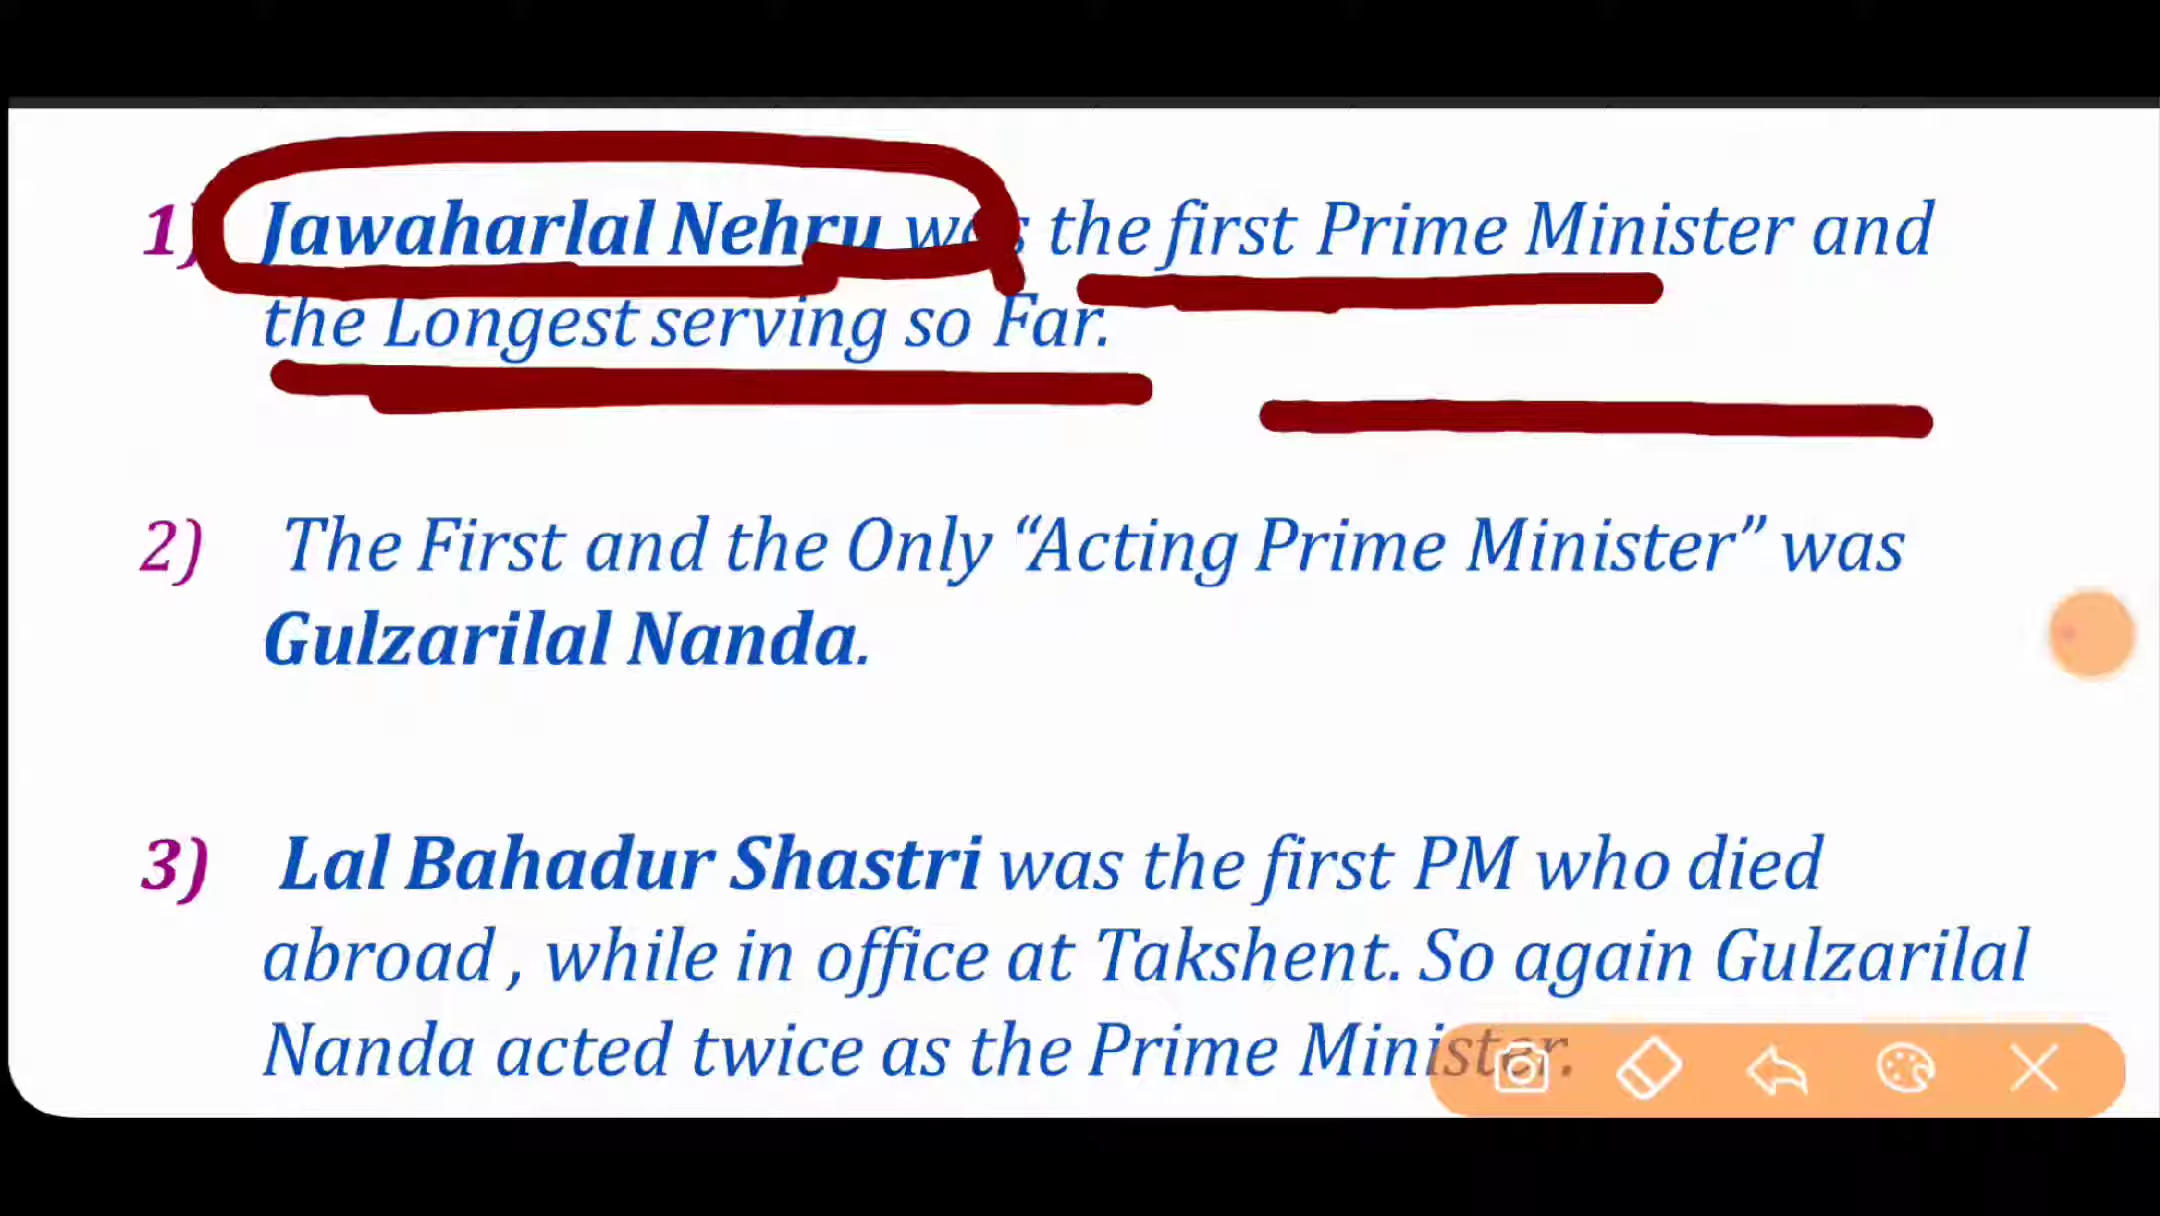 1) Jawaharlal Nehru was the first Prime Minister and
the Longest serving so Far.
2) The First and the Only “Acting Prime Minister” was
Gulzarilal Nanda.
3) Lal Bahadur Shastri was the first PM who died
abroad , while in office at Takshent. So again Gulzarilal
Nanda acted twice as the Prime Minister.